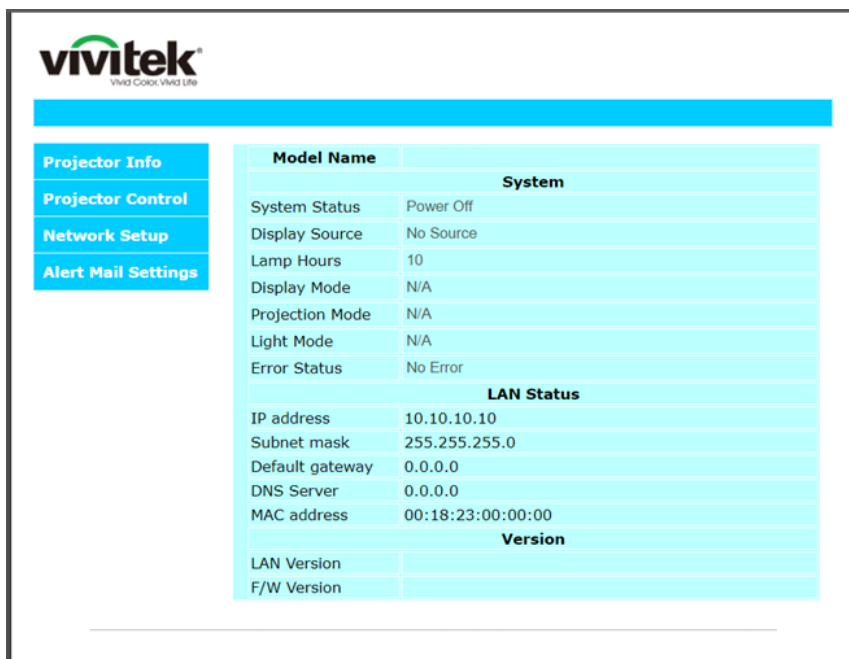 vivitek®
Vivid Color. Vivid Life
Projector Info
Projector Control
Network Setup
Alert Mail Settings
Model Name
System
System Status Power Off
Display Source No Source
Lamp Hours 10
Display Mode N/A
Projection Mode N/A
Light Mode N/A
Error Status No Error
LAN Status
IP address 10.10.10.10
Subnet mask 255.255.255.0
Default gateway 0.0.0.0
DNS Server 0.0.0.0
MAC address 00:18:23:00:00:00
Version
LAN Version
F/W Version